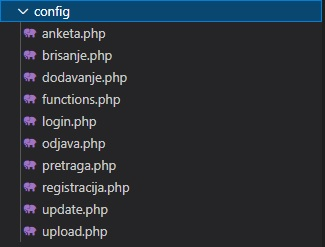 config
anketa.php
brisanje.php
dodavanje.php
functions.php
login.php
odjava.php
pretraga.php
registracija.php
update.php
upload.php